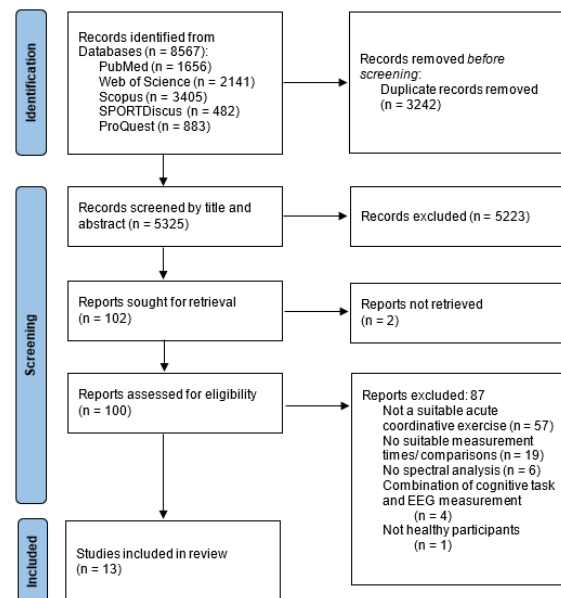 Identification
Records identified from
Databases (n = 8567):
PubMed (n = 1656)
Web of Science (n = 2141)
Scopus (n = 3405)
SPORTDiscus (n = 482)
ProQuest (n = 883)
Records removed before
screening:
Duplicate records removed
(n = 3242)
Screening
Records screened by title and
abstract (n = 5325)
Records excluded (n = 5223)
Reports sought for retrieval
(n = 102)
Reports not retrieved
(n = 2)
Reports assessed for eligibility
(n = 100)
Reports excluded: 87
Not a suitable acute
coordinative exercise (n = 57)
No suitable measurement
times/ comparisons (n = 19)
No spectral analysis (n = 6)
Combination of cognitive task
and EEG measurement
(n = 4)
Not healthy participants
(n = 1)
Included
Studies included in review
(n = 13)